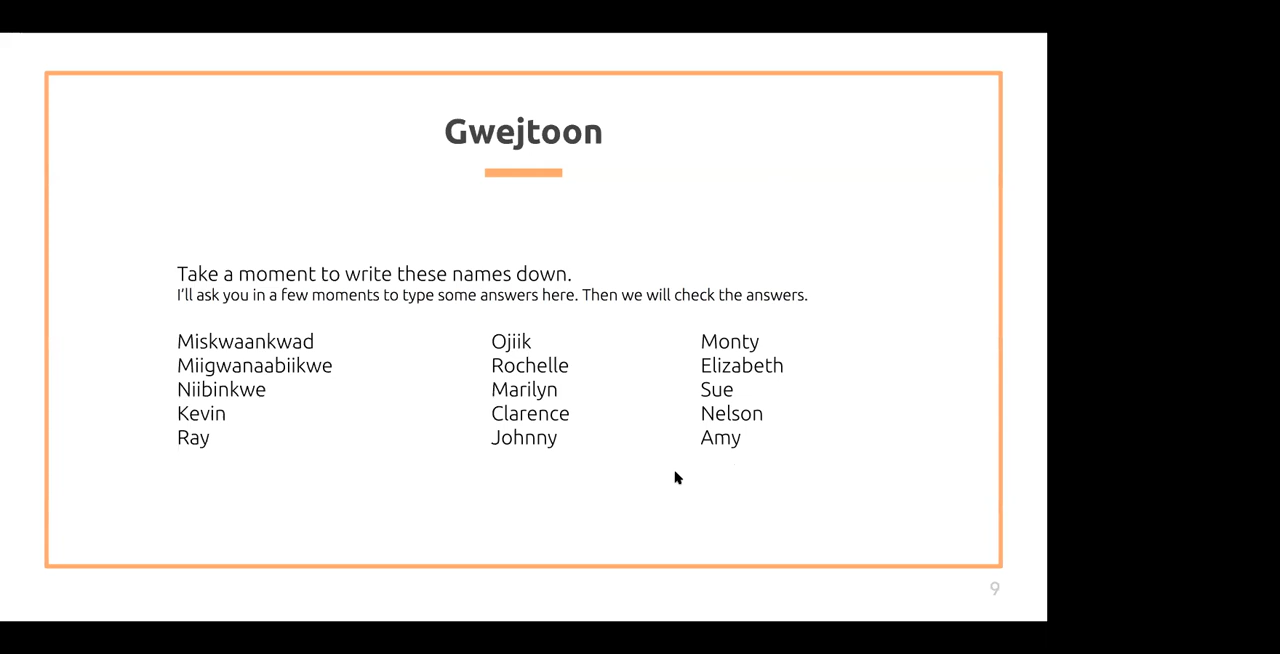 Gwejtoon
Take a moment to write these names down.
I'll ask you in a few moments to type some answers here. Then we will check the answers.
Miskwaankwad
Miigwanaabiikwe
Niibinkwe
Kevin
Ray
Ojiik
Rochelle
Marilyn
Clarence
Johnny
Monty
Elizabeth
Sue
Nelson
Amy
9